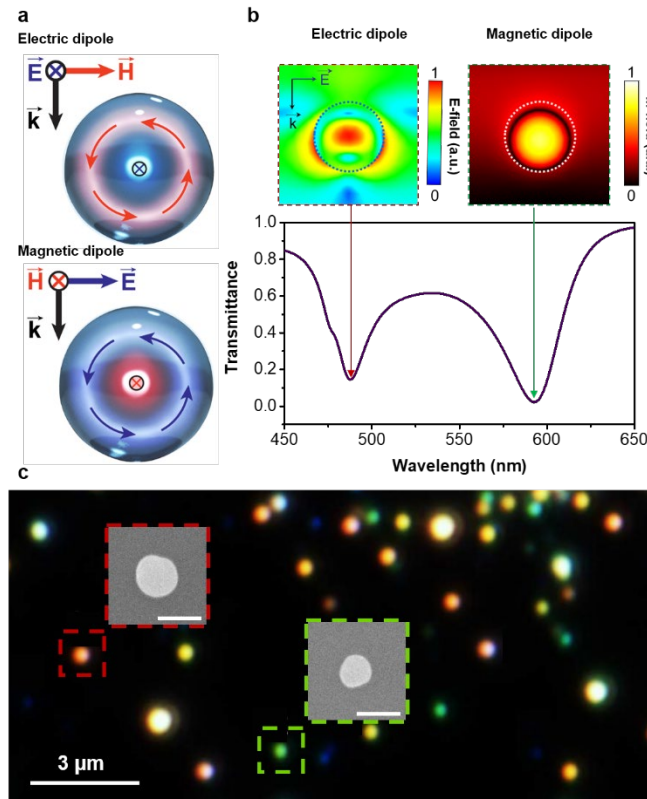 a
Electric dipole
E
H
k
Magnetic dipole
H
E
k
b
Electric dipole
Magnetic dipole
E
k
1
E-field (a.u.)
0
1
0
Transmittance
1.0
0.8
0.6
0.4
0.2
0.0
450
500
550
600
650
Wavelength (nm)
c
3 µm